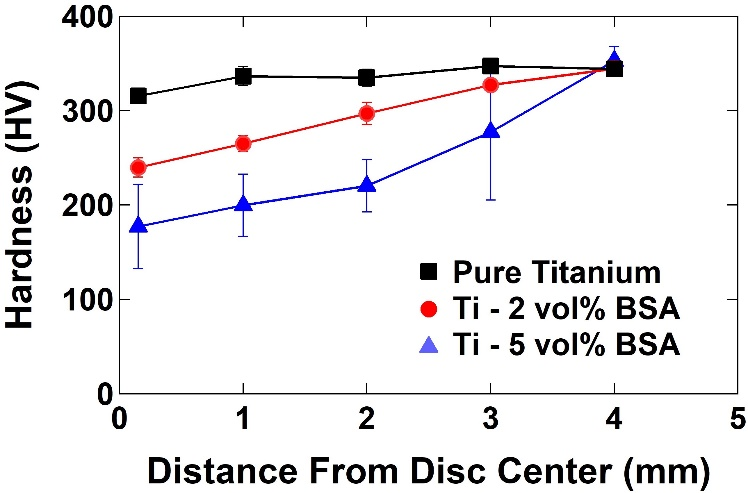 400
300
200
100
0
Hardness (HV)
Pure Titanium
Ti - 2 vol% BSA
Ti - 5 vol% BSA
0 1 2 3 4 5
Distance From Disc Center (mm)